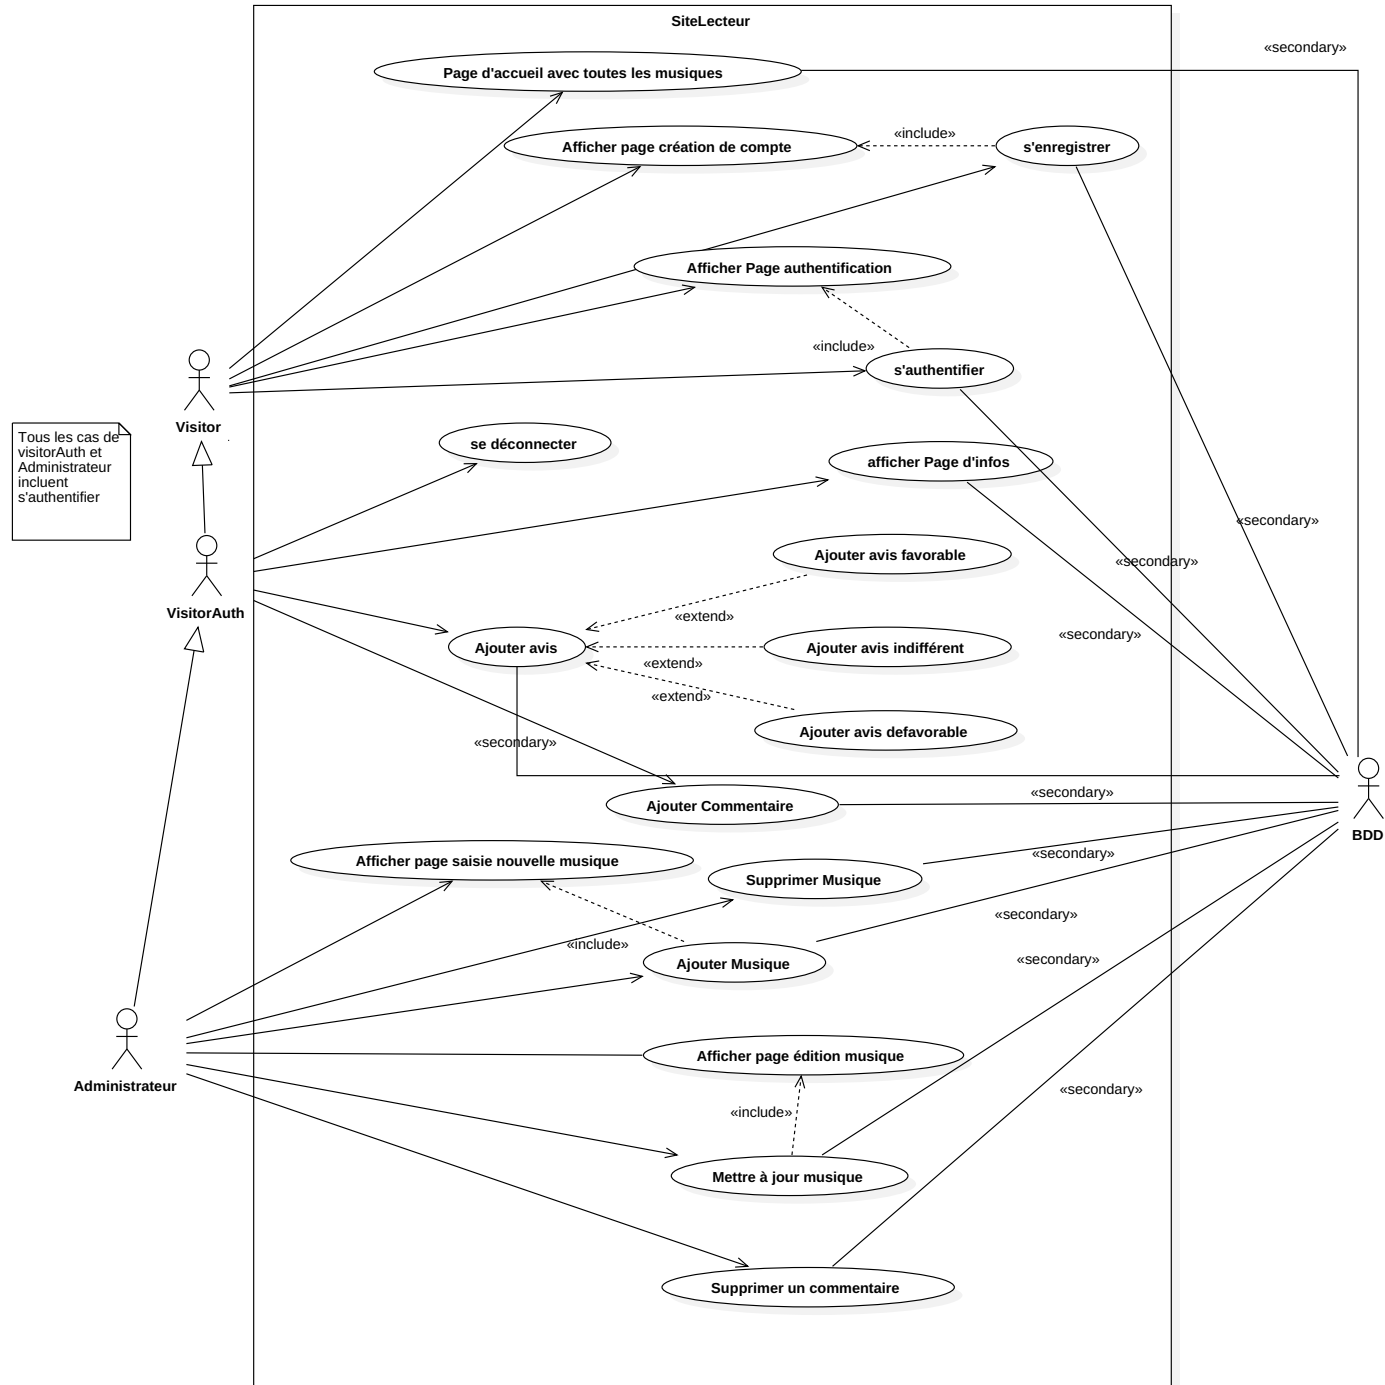 SiteLecteur
«secondary»
Page d'accueil avec toutes les musiques
«include»
Afficher page création de compte
s'enregistrer
Afficher Page authentification
«include»
s'authentifier
Visitor
Tous les cas de
visitorAuth et
Administrateur
incluent
s'authentifier
se déconnecter
afficher Page d'infos
«secondary»
Ajouter avis favorable
«secondary»
VisitorAuth
«extend»
«secondary»
Ajouter avis
Ajouter avis indifférent
«extend»
«extend»
Ajouter avis defavorable
«secondary»
«secondary»
Ajouter Commentaire
BDD
«secondary»
Afficher page saisie nouvelle musique
Supprimer Musique
«secondary»
«include»
«secondary»
Ajouter Musique
Afficher page édition musique
Administrateur
«secondary»
«include»
Mettre à jour musique
Supprimer un commentaire